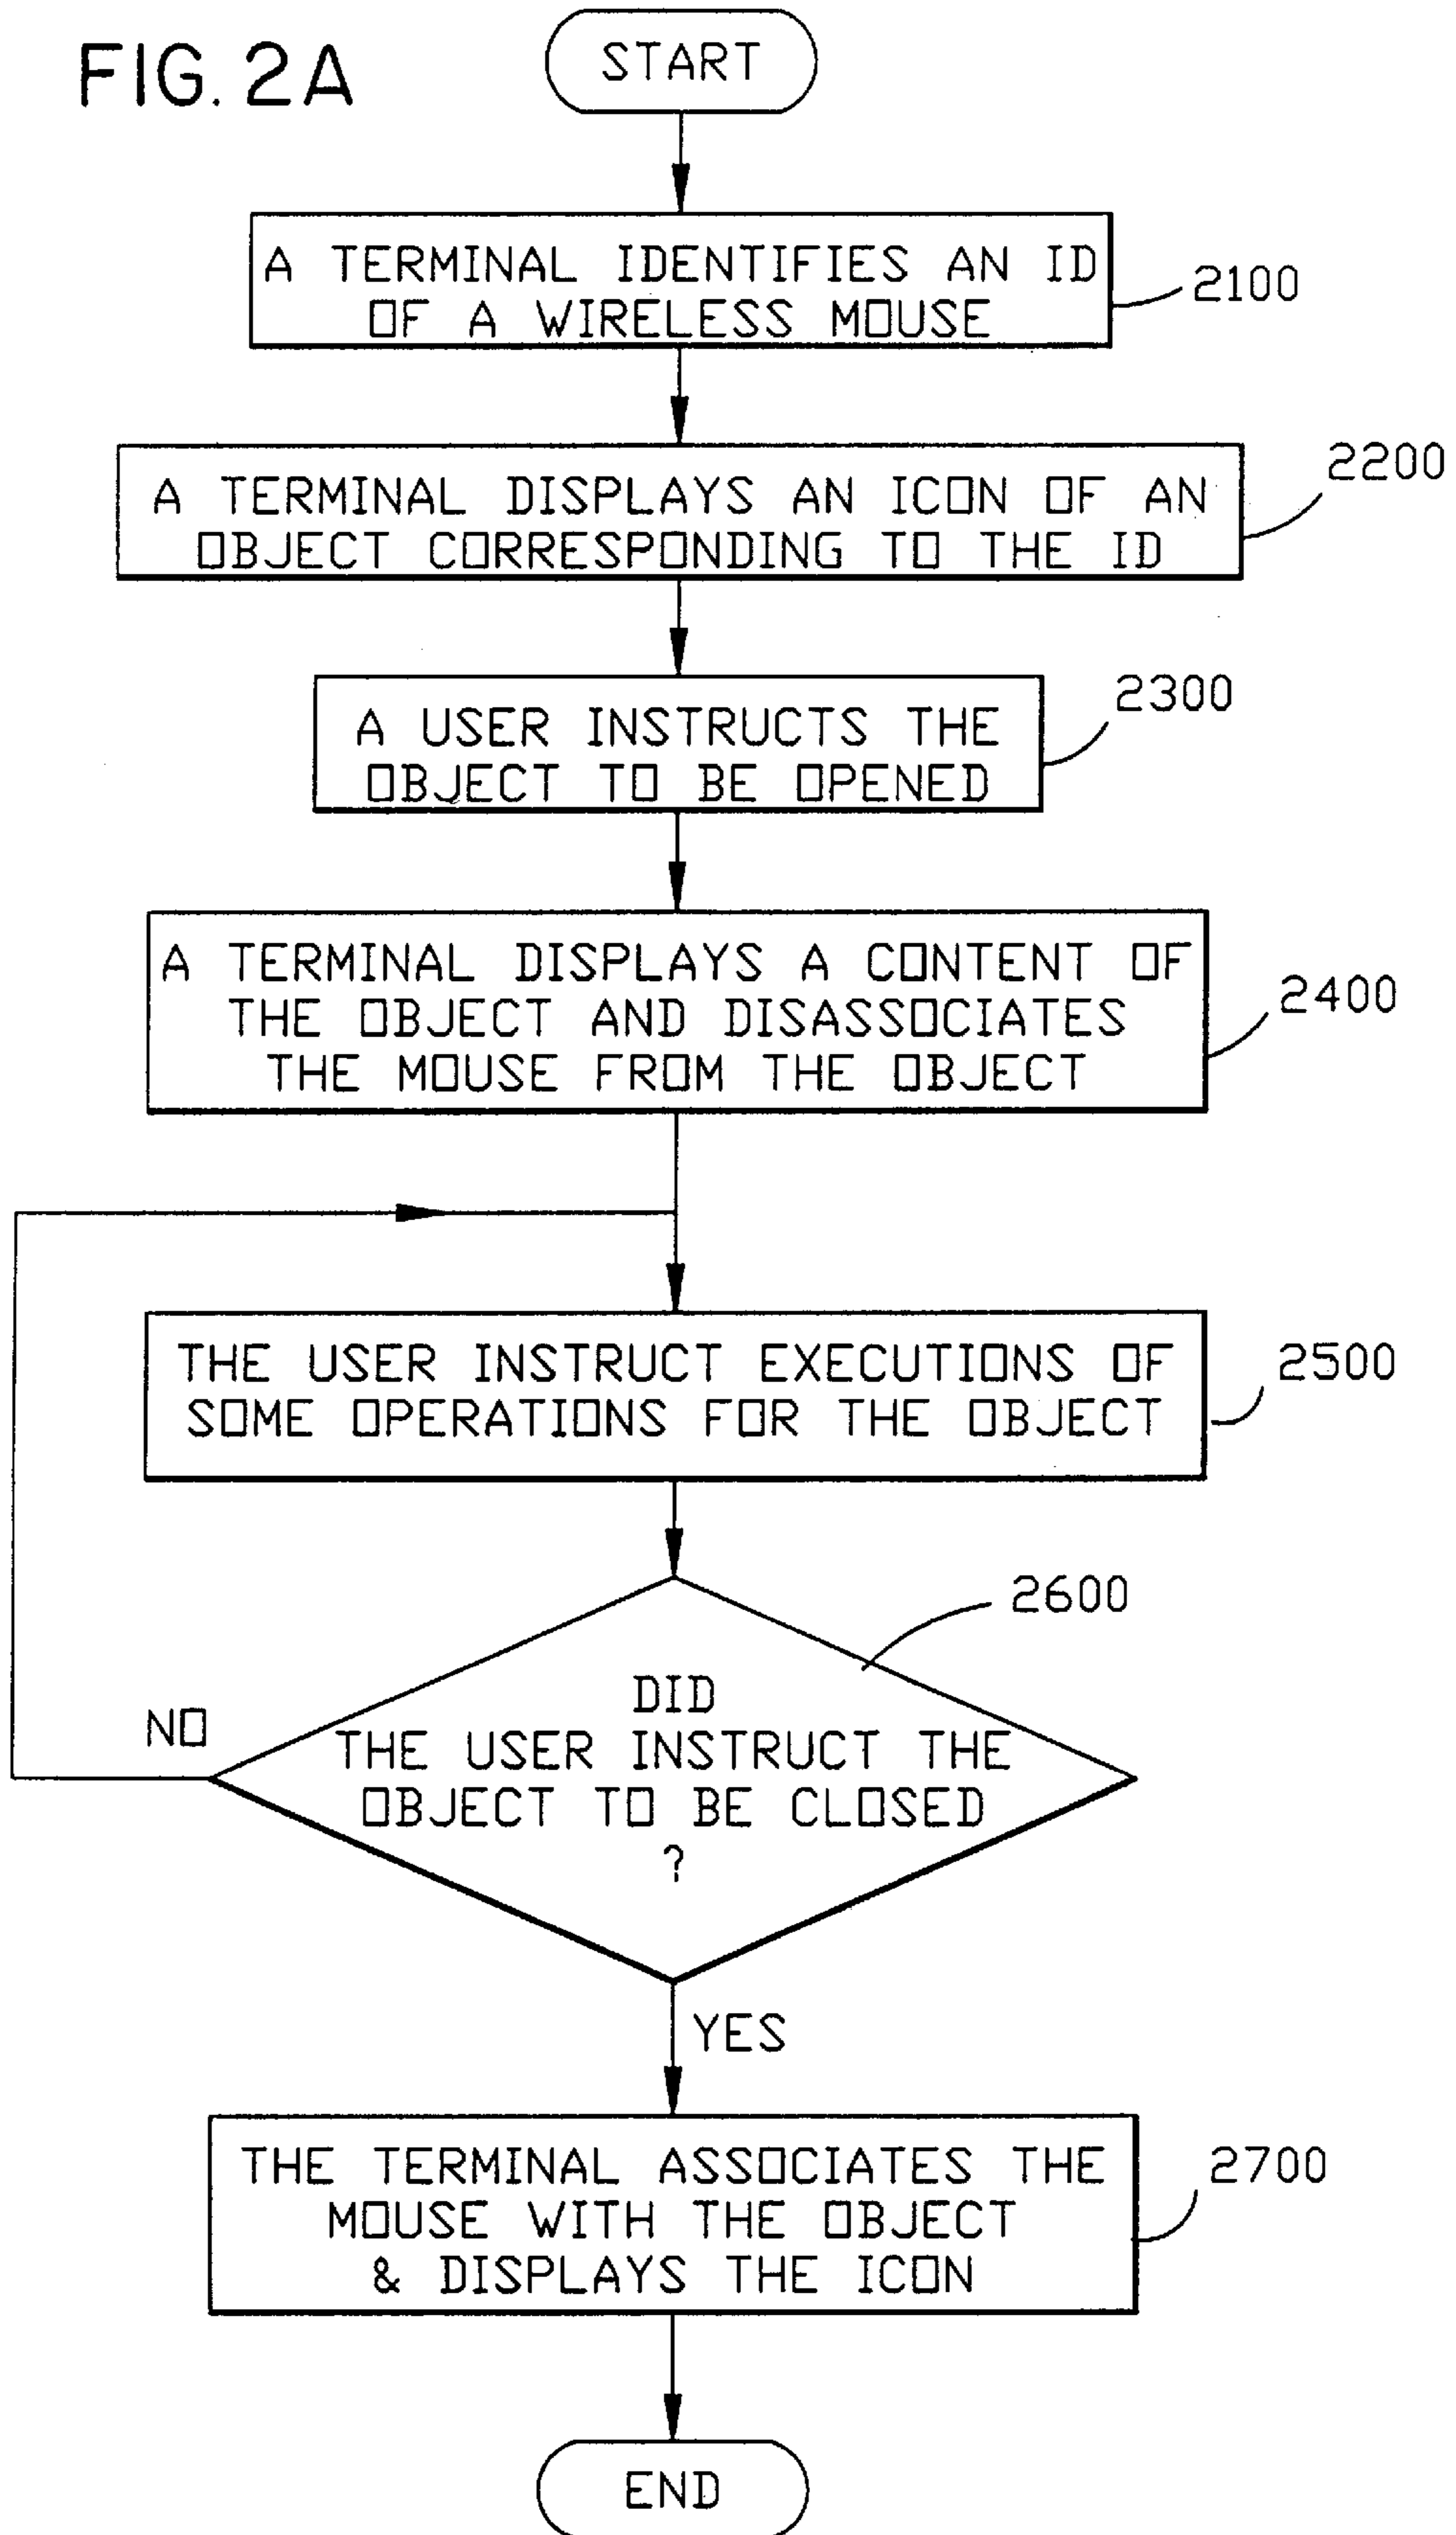 FIG. 2A
START
A TERMINAL IDENTIFIES AN ID
OF A WIRELESS MOUSE
2100
A TERMINAL DISPLAYS AN ICON OF AN
OBJECT CORRESPONDING TO THE ID
2200
A USER INSTRUCTS THE
OBJECT TO BE OPENED
2300
A TERMINAL DISPLAYS A CONTENT OF
THE OBJECT AND DISASSOCIATES
THE MOUSE FROM THE OBJECT
2400
THE USER INSTRUCT EXECUTIONS OF
SOME OPERATIONS FOR THE OBJECT
2500
2600
DID
THE USER INSTRUCT THE
OBJECT TO BE CLOSED
?
NO
YES
THE TERMINAL ASSOCIATES THE
MOUSE WITH THE OBJECT
& DISPLAYS THE ICON
2700
END